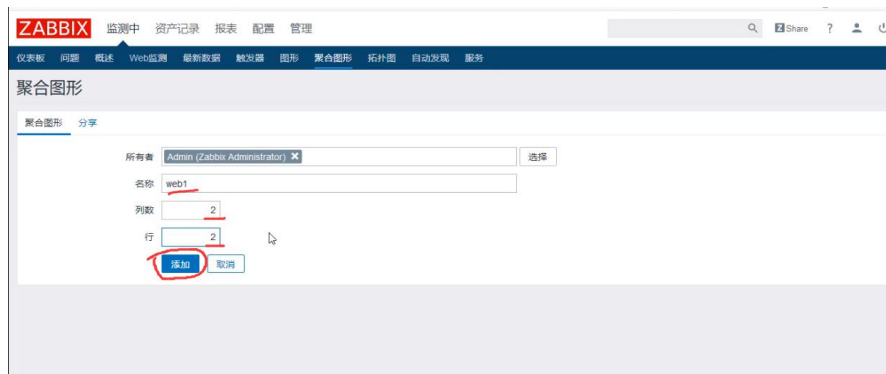 ZABBIX 监测中 资产记录 报表 配置 管理 Z Share ?
仪表板 问题 概述 Web监测 最新数据 触发器 图形 聚合图形 拓扑图 自动发现 服务
聚合图形
聚合图形 分享
所有者 Admin (Zabbix Administrator) ✕ 选择
名称 web1
列数 2
行 2
添加 取消